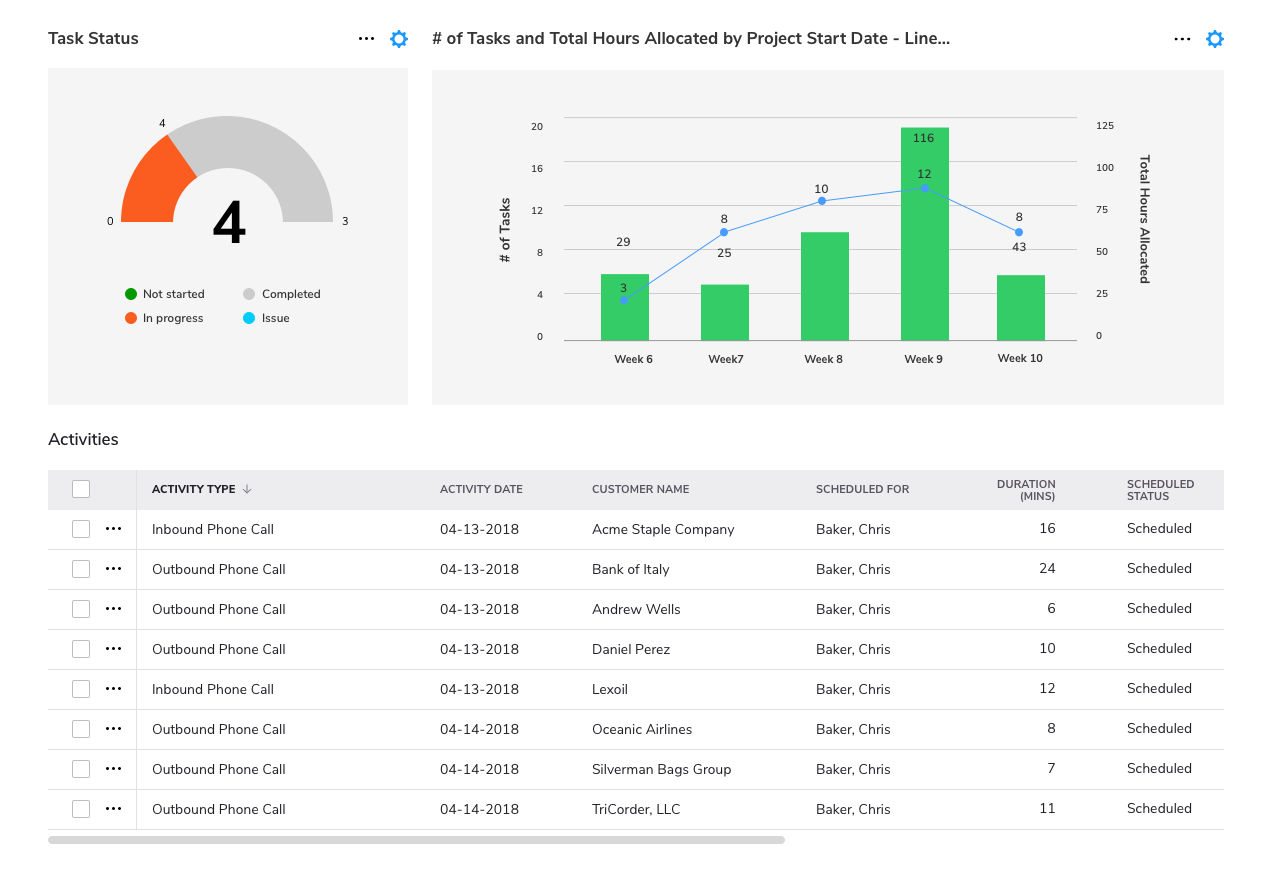 Task Status
# of Tasks and Total Hours Allocated by Project Start Date - Line...
4
0
3
4
Not started
Completed
In progress
Issue
# of Tasks
20
16
12
8
4
0
29
3
8
25
10
116
12
8
43
Week 6
Week7
Week 8
Week 9
Week 10
125
100
75
50
25
0
Total Hours Allocated
Activities
ACTIVITY TYPE ACTIVITY DATE CUSTOMER NAME SCHEDULED FOR DURATION (MINS) SCHEDULED STATUS
Inbound Phone Call 04-13-2018 Acme Staple Company Baker, Chris 16 Scheduled
Outbound Phone Call 04-13-2018 Bank of Italy Baker, Chris 24 Scheduled
Outbound Phone Call 04-13-2018 Andrew Wells Baker, Chris 6 Scheduled
Outbound Phone Call 04-13-2018 Daniel Perez Baker, Chris 10 Scheduled
Inbound Phone Call 04-13-2018 Lexoil Baker, Chris 12 Scheduled
Outbound Phone Call 04-14-2018 Oceanic Airlines Baker, Chris 8 Scheduled
Outbound Phone Call 04-14-2018 Silverman Bags Group Baker, Chris 7 Scheduled
Outbound Phone Call 04-14-2018 TriCorder, LLC Baker, Chris 11 Scheduled